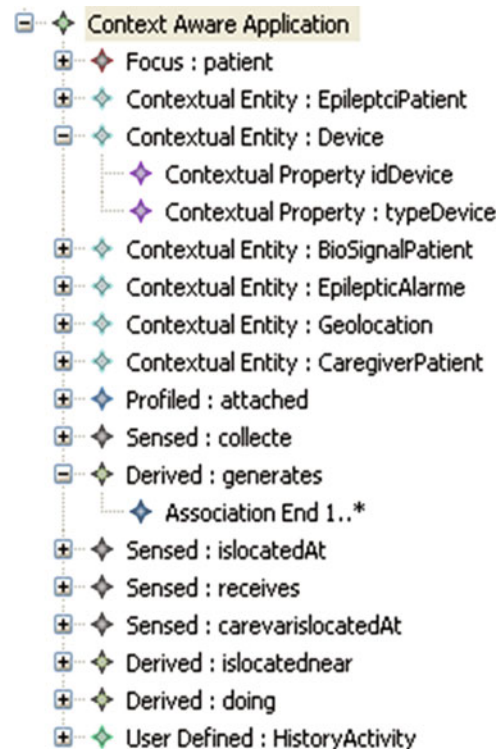 Context Aware Application
Focus : patient
Contextual Entity : EpileptciPatient
Contextual Entity : Device
Contextual Property idDevice
Contextual Property : typeDevice
Contextual Entity : BioSignalPatient
Contextual Entity : EpilepticAlarme
Contextual Entity : Geolocation
Contextual Entity : CaregiverPatient
Profiled : attached
Sensed : collecte
Derived : generates
Association End 1..*
Sensed : islocatedAt
Sensed : receives
Sensed : carevarislocatedAt
Derived : islocatednear
Derived : doing
User Defined : HistoryActivity